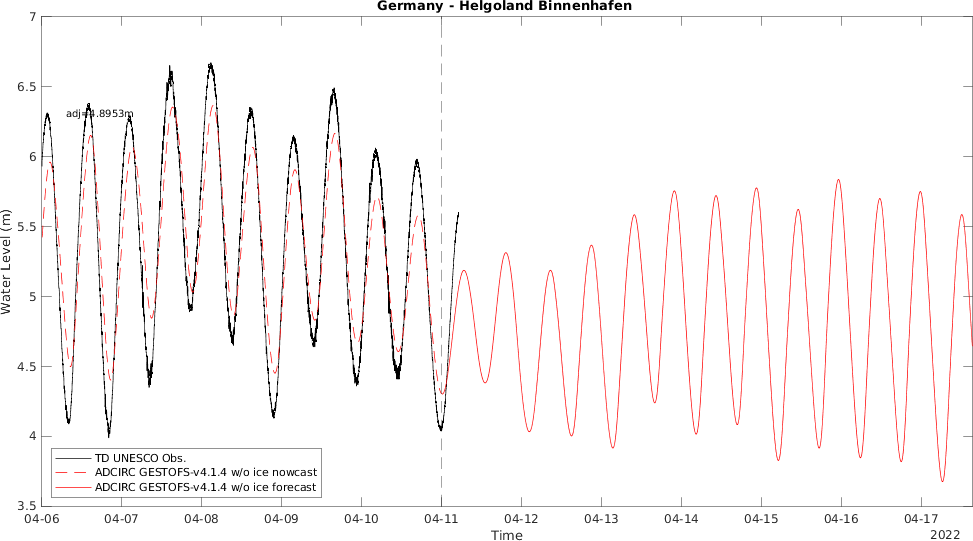 Germany - Helgoland Binnenhafen
7
6.5
6
5.5
5
4.5
4
3.5
Water Level (m)
adj=4.8953m
TD UNESCO Obs.
ADCIRC GESTOFS-v4.1.4 w/o ice nowcast
ADCIRC GESTOFS-v4.1.4 w/o ice forecast
04-06 04-07 04-08 04-09 04-10 04-11 04-12 04-13 04-14 04-15 04-16 04-17
Time
2022